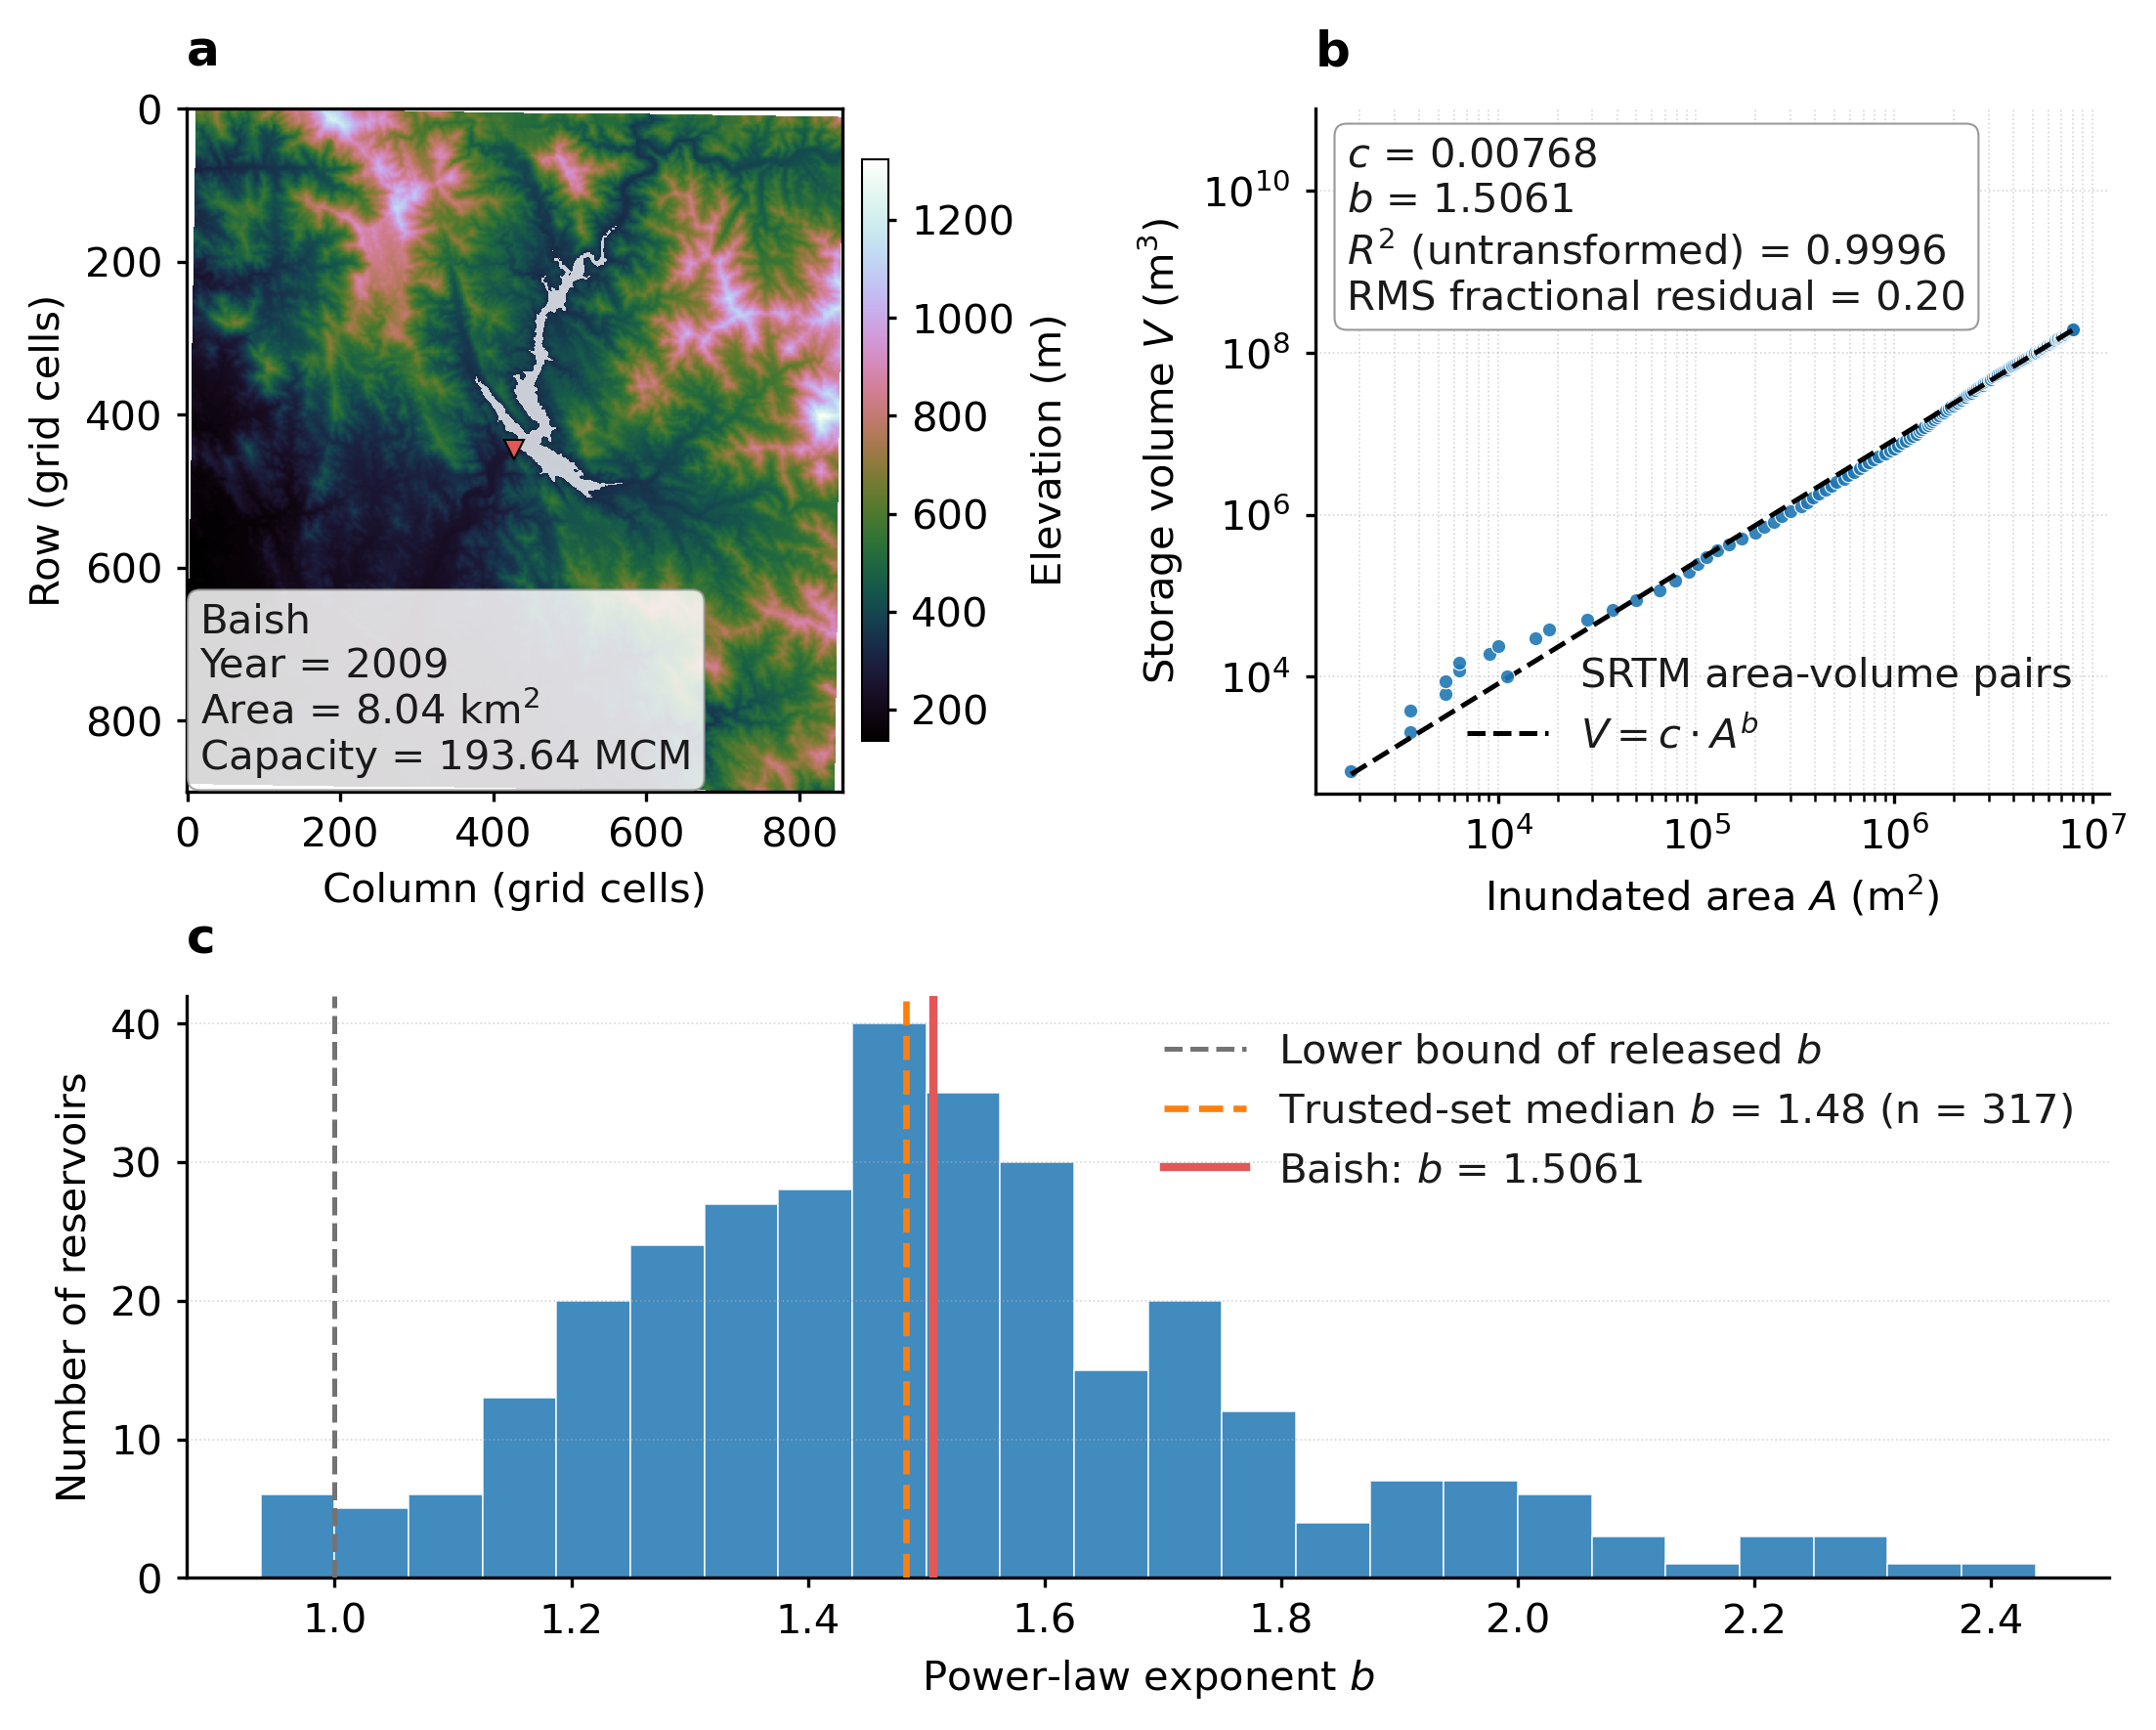 a
0
200
400
600
800
Row (grid cells)
0
200
400
600
800
Column (grid cells)
Baish
Year = 2009
Area = 8.04 km²
Capacity = 193.64 MCM
1200
1000
800
600
400
200
Elevation (m)
b
c = 0.00768
b = 1.5061
R² (untransformed) = 0.9996
RMS fractional residual = 0.20
10¹⁰
10⁸
10⁶
10⁴
Storage volume V (m³)
SRTM area-volume pairs
V = c · Aᵇ
10⁴
10⁵
10⁶
10⁷
Inundated area A (m²)
c
40
30
20
10
0
Number of reservoirs
Lower bound of released b
Trusted-set median b = 1.48 (n = 317)
Baish: b = 1.5061
1.0
1.2
1.4
1.6
1.8
2.0
2.2
2.4
Power-law exponent b